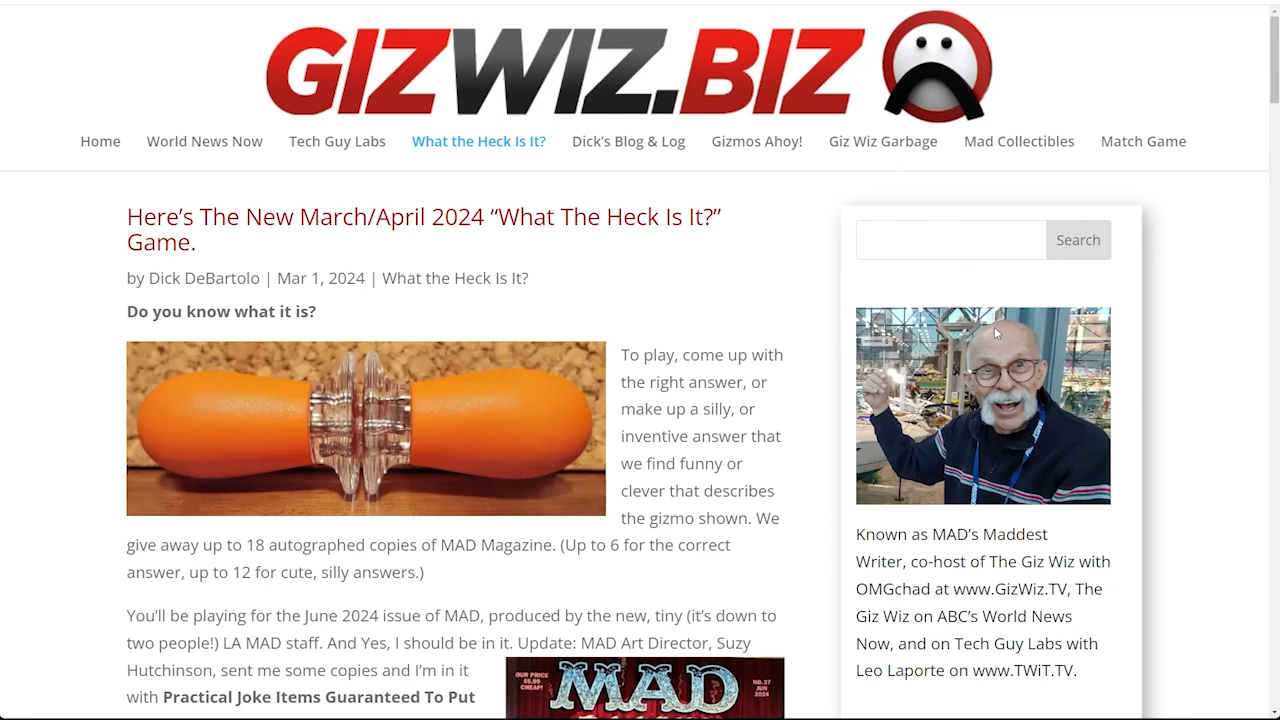 GIZWIZ.BIZ
Home World News Now Tech Guy Labs What the Heck Is It? Dick's Blog & Log Gizmos Ahoy! Giz Wiz Garbage Mad Collectibles Match Game
Here’s The New March/April 2024 “What The Heck Is It?”
Game.
by Dick DeBartolo | Mar 1, 2024 | What the Heck Is It?
Do you know what it is?
To play, come up with
the right answer, or
make up a silly, or
inventive answer that
we find funny or
clever that describes
the gizmo shown. We
give away up to 18 autographed copies of MAD Magazine. (Up to 6 for the correct
answer, up to 12 for cute, silly answers.)
You’ll be playing for the June 2024 issue of MAD, produced by the new, tiny (it’s down to
two people!) LA MAD staff. And Yes, I should be in it. Update: MAD Art Director, Suzy
Hutchinson, sent me some copies and I’m in it
with Practical Joke Items Guaranteed To Put
OUR PRICE
$5.99
CHEAP!
MAD
NO. 37
JUN
2024
Search
Known as MAD’s Maddest
Writer, co-host of The Giz Wiz with
OMGchad at www.GizWiz.TV, The
Giz Wiz on ABC’s World News
Now, and on Tech Guy Labs with
Leo Laporte on www.TWiT.TV.